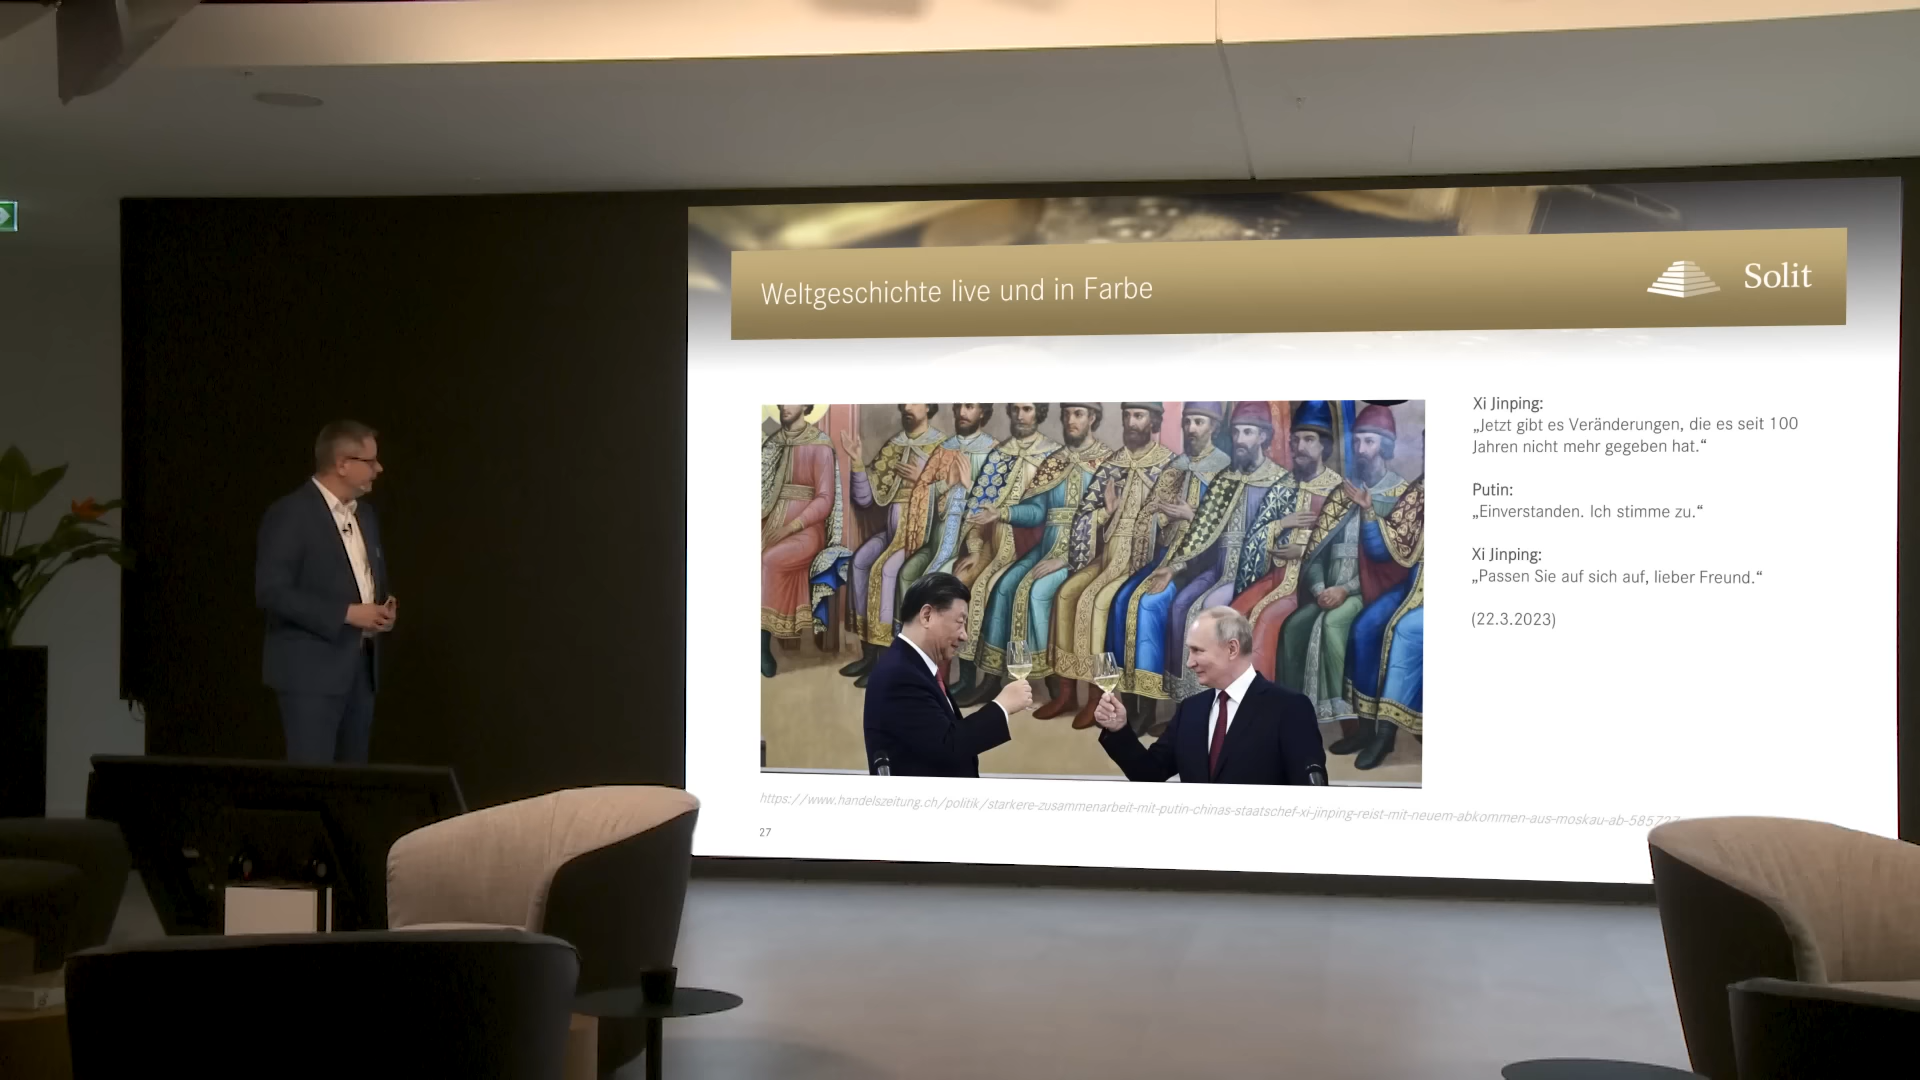 Weltgeschichte live und in Farbe
Solit
Xi Jinping:
„Jetzt gibt es Veränderungen, die es seit 100
Jahren nicht mehr gegeben hat.“
Putin:
„Einverstanden. Ich stimme zu.“
Xi Jinping:
„Passen Sie auf sich auf, lieber Freund.“
(22.3.2023)
https://www.handelszeitung.ch/politik/starkere-zusammenarbeit-mit-putin-chinas-staatschef-xi-jinping-reist-mit-neuem-abkommen-aus-moskau-ab-585727
27